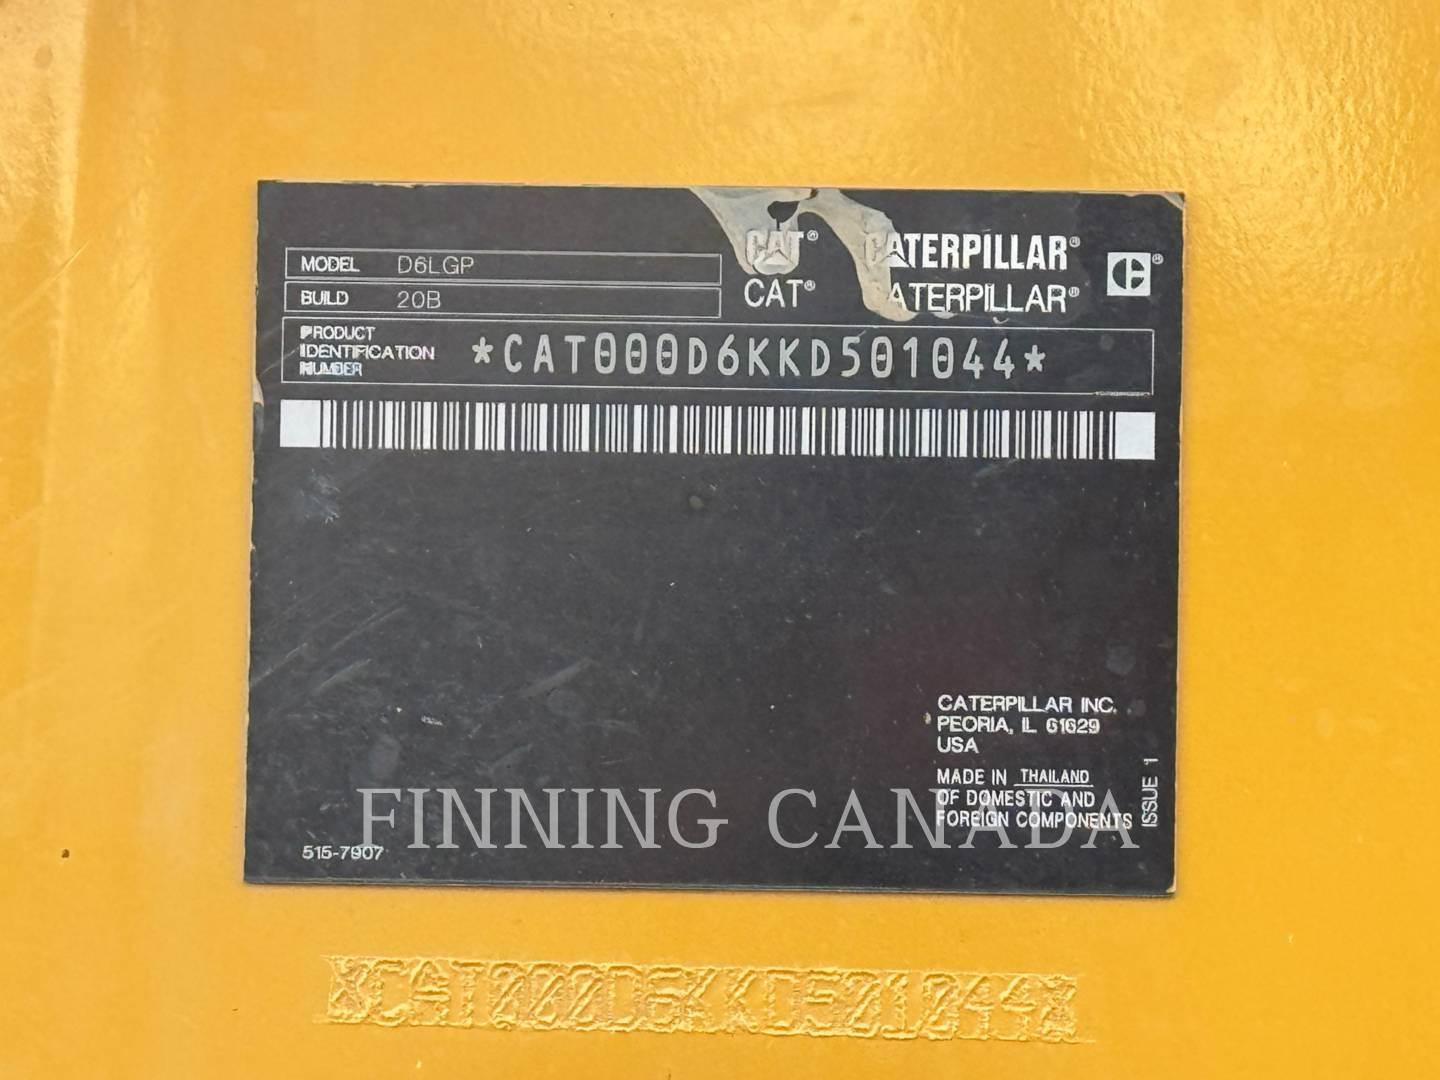 CAT® CATERPILLAR®
MODEL D6LGP
CAT® CATERPILLAR®
BUILD 20B
PRODUCT
IDENTIFICATION
NUMBER
*CAT000D6KKD501044*
CATERPILLAR INC.
PEORIA, IL 61629
USA
MADE IN THAILAND
OF DOMESTIC AND
FOREIGN COMPONENTS
ISSUE 1
FINNING CANADA
515-7907
CAT000D6KKD501044